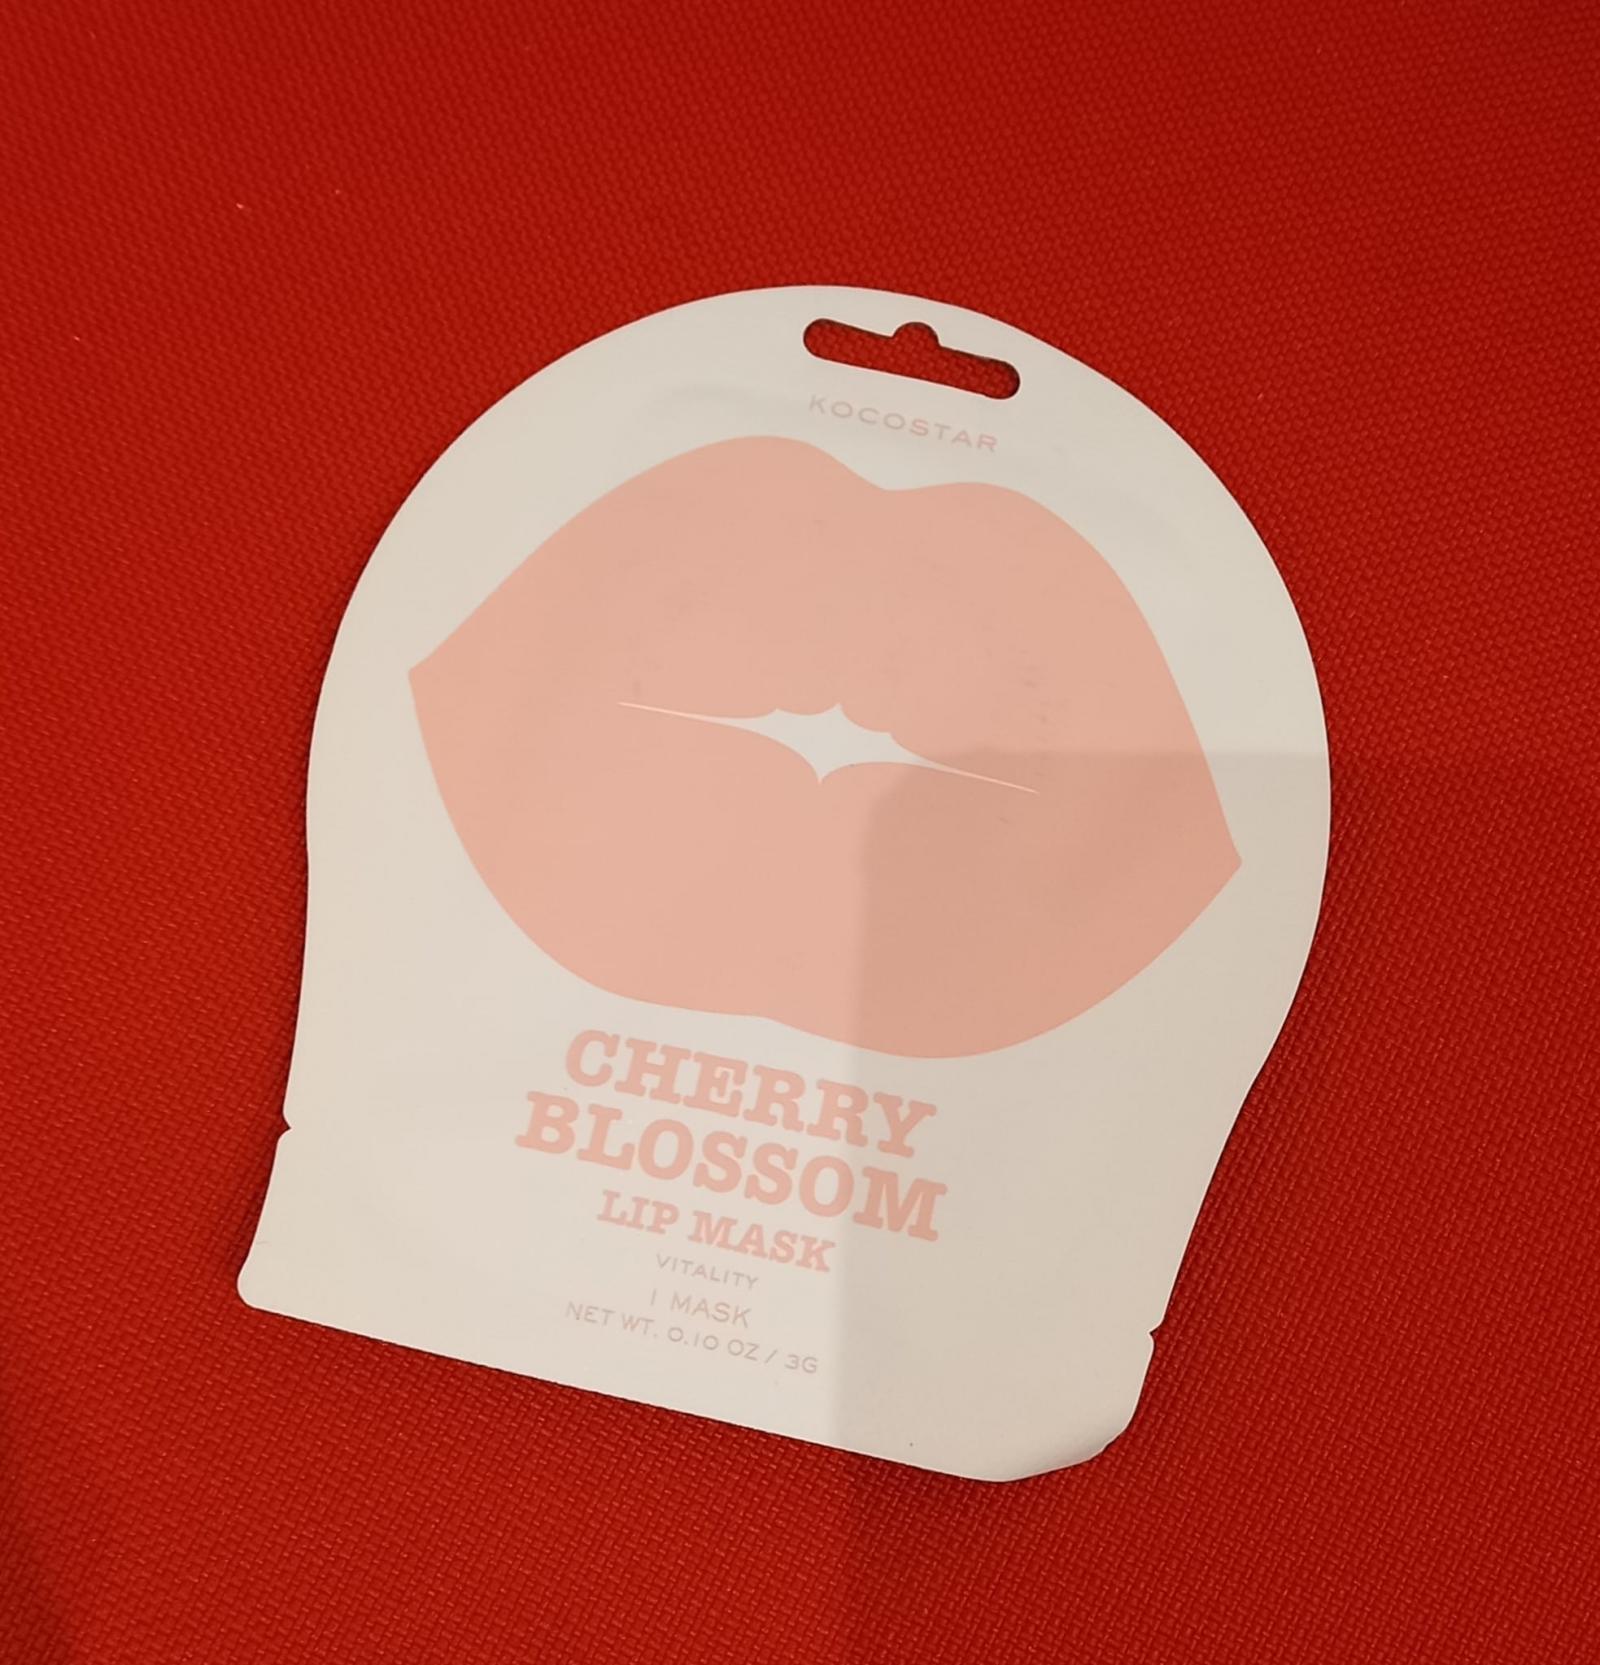 KOCOSTAR
CHERRY
BLOSSOM
LIP MASK
VITALITY
1 MASK
NET WT. 0.10 OZ / 3G